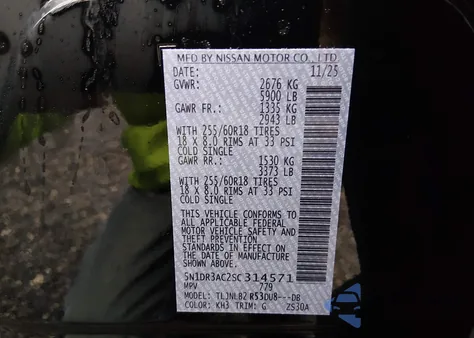 MFD BY NISSAN MOTOR CO., LTD.
DATE: 11/25
GVWR: 2676 KG
5900 LB
GAWR FR.: 1335 KG
2943 LB
WITH 255/60R18 TIRES
18 X 8.0 RIMS AT 33 PSI
COLD SINGLE
GAWR RR.: 1530 KG
3373 LB
WITH 255/60R18 TIRES
18 X 8.0 RIMS AT 33 PSI
COLD SINGLE
THIS VEHICLE CONFORMS TO
ALL APPLICABLE FEDERAL
MOTOR VEHICLE SAFETY AND
THEFT PREVENTION
STANDARDS IN EFFECT ON
THE DATE OF MANUFACTURE
SHOWN ABOVE.
5N1DR3AC2SC314571
MPV 779
MODEL: TLJNLB2 R53DU8---DB
COLOR: KH3 TRIM: G ZS30A